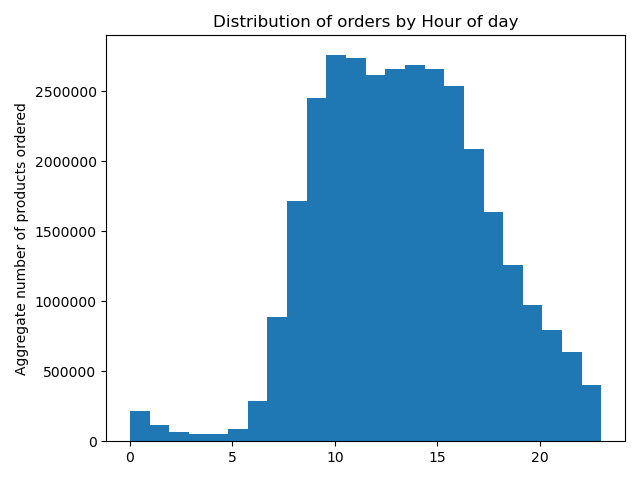 Distribution of orders by Hour of day
Aggregate number of products ordered
2500000
2000000
1500000
1000000
500000
0
0 5 10 15 20